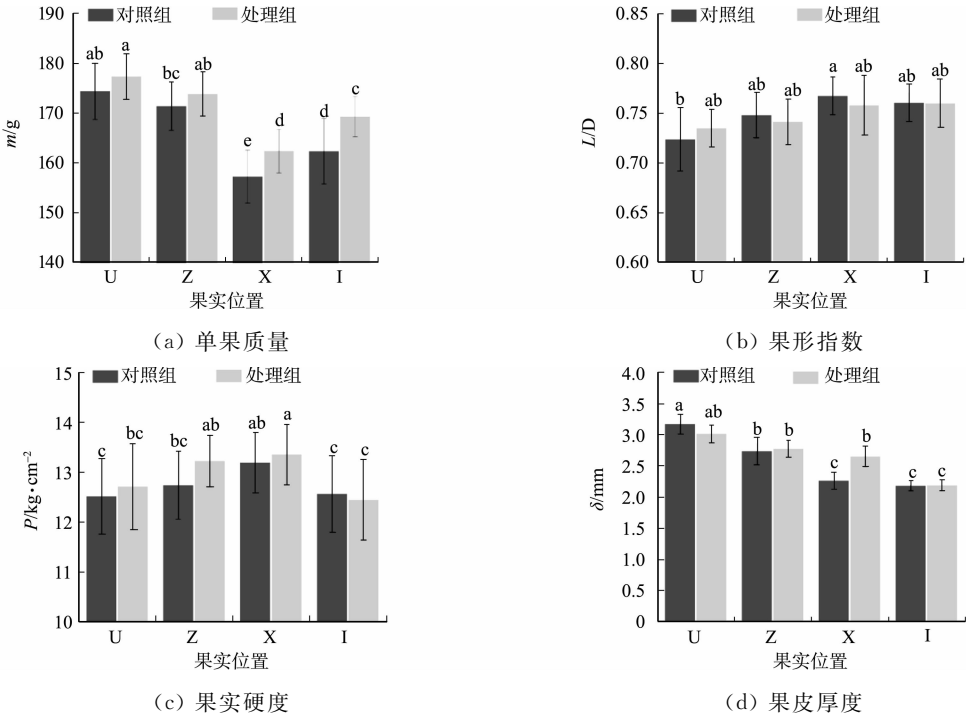 190
180
170
160
150
140
m/g
对照组 处理组
ab a bc ab e d d c
U Z X I
果实位置
(a) 单果质量
0.85
0.80
0.75
0.70
0.65
0.60
L/D
对照组 处理组
b ab ab ab a ab ab ab
U Z X I
果实位置
(b) 果形指数
15
14
13
12
11
10
P/kg·cm⁻²
对照组 处理组
c bc bc ab ab a c c
U Z X I
果实位置
(c) 果实硬度
4.0
3.5
3.0
2.5
2.0
1.5
1.0
0.5
0
δ/mm
对照组 处理组
a ab b b c b c c
U Z X I
果实位置
(d) 果皮厚度